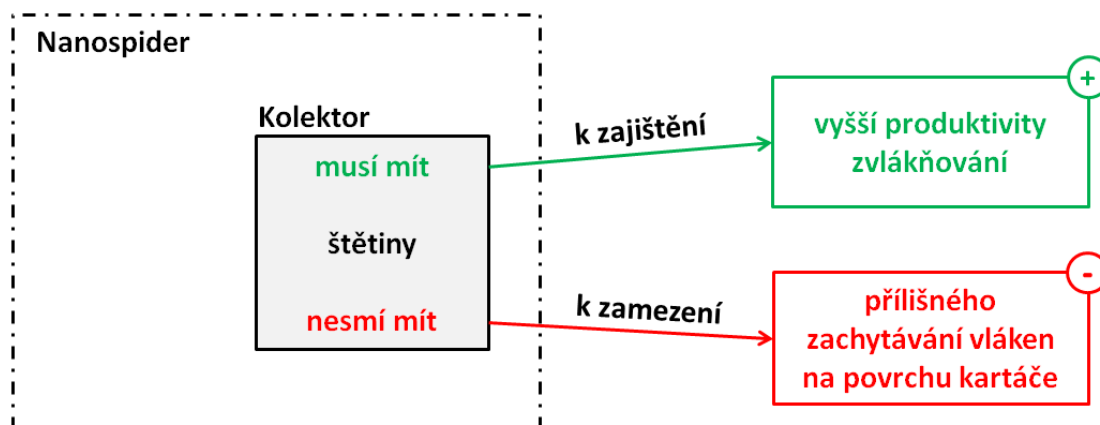 Nanospider
Kolektor
musí mít
štětiny
nesmí mít
k zajištění
+
vyšší produktivity
zvlákňování
k zamezení
-
přílišného
zachytávání vláken
na povrchu kartáče